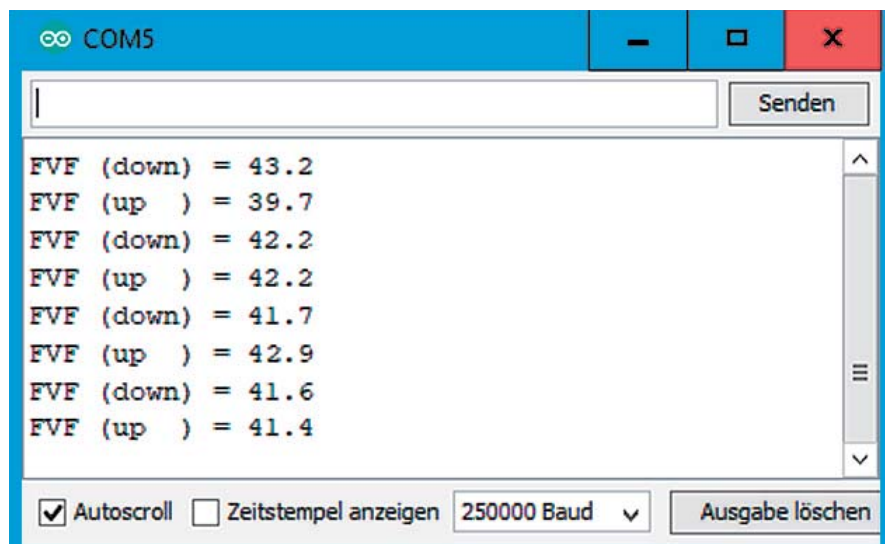 COM5
Senden
FVF (down) = 43.2
FVF (up  ) = 39.7
FVF (down) = 42.2
FVF (up  ) = 42.2
FVF (down) = 41.7
FVF (up  ) = 42.9
FVF (down) = 41.6
FVF (up  ) = 41.4
Autoscroll Zeitstempel anzeigen 250000 Baud Ausgabe löschen